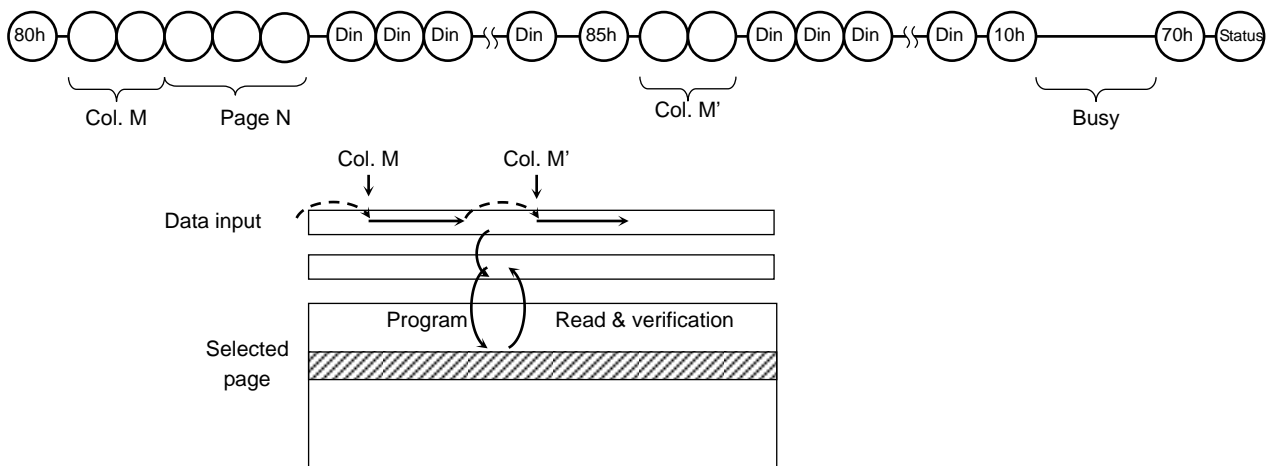 80h Din Din Din Din 85h Din Din Din Din 10h 70h Status
Col. M Page N Col. M’ Busy
Col. M Col. M’
Data input
Program Read & verification
Selected
page